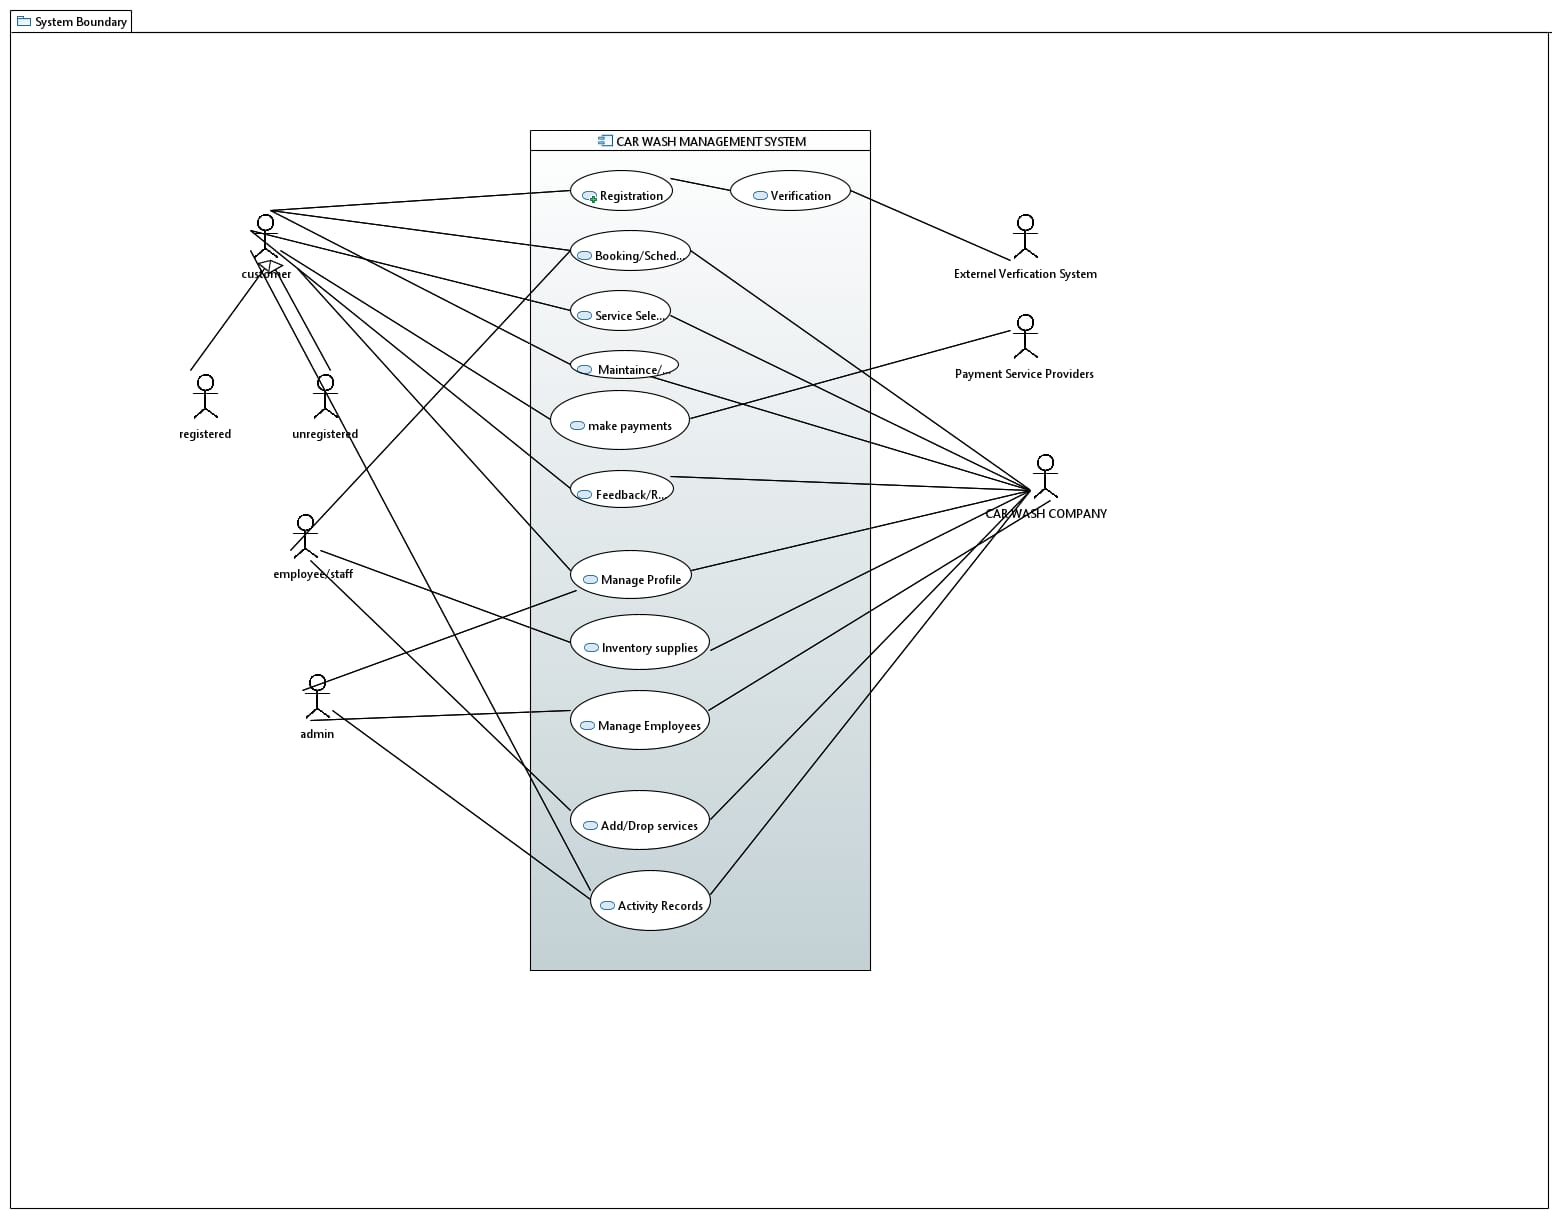 System Boundary
CAR WASH MANAGEMENT SYSTEM
Registration
Verification
Booking/Sched...
customer
Externel Verfication System
Service Sele...
Maintaince/...
Payment Service Providers
make payments
registered
unregistered
Feedback/R...
CAR WASH COMPANY
employee/staff
Manage Profile
Inventory supplies
Manage Employees
admin
Add/Drop services
Activity Records